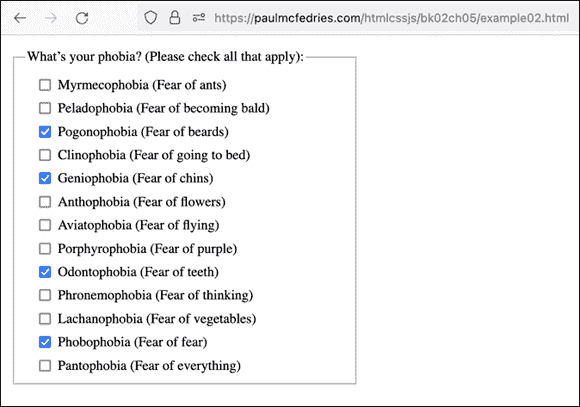 https://paulmcfedries.com/htmlcssjs/bk02ch05/example02.html
What's your phobia? (Please check all that apply):
Myrmecophobia (Fear of ants)
Peladophobia (Fear of becoming bald)
Pogonophobia (Fear of beards)
Clinophobia (Fear of going to bed)
Geniophobia (Fear of chins)
Anthophobia (Fear of flowers)
Aviatophobia (Fear of flying)
Porphyrophobia (Fear of purple)
Odontophobia (Fear of teeth)
Phronemophobia (Fear of thinking)
Lachanophobia (Fear of vegetables)
Phobophobia (Fear of fear)
Pantophobia (Fear of everything)